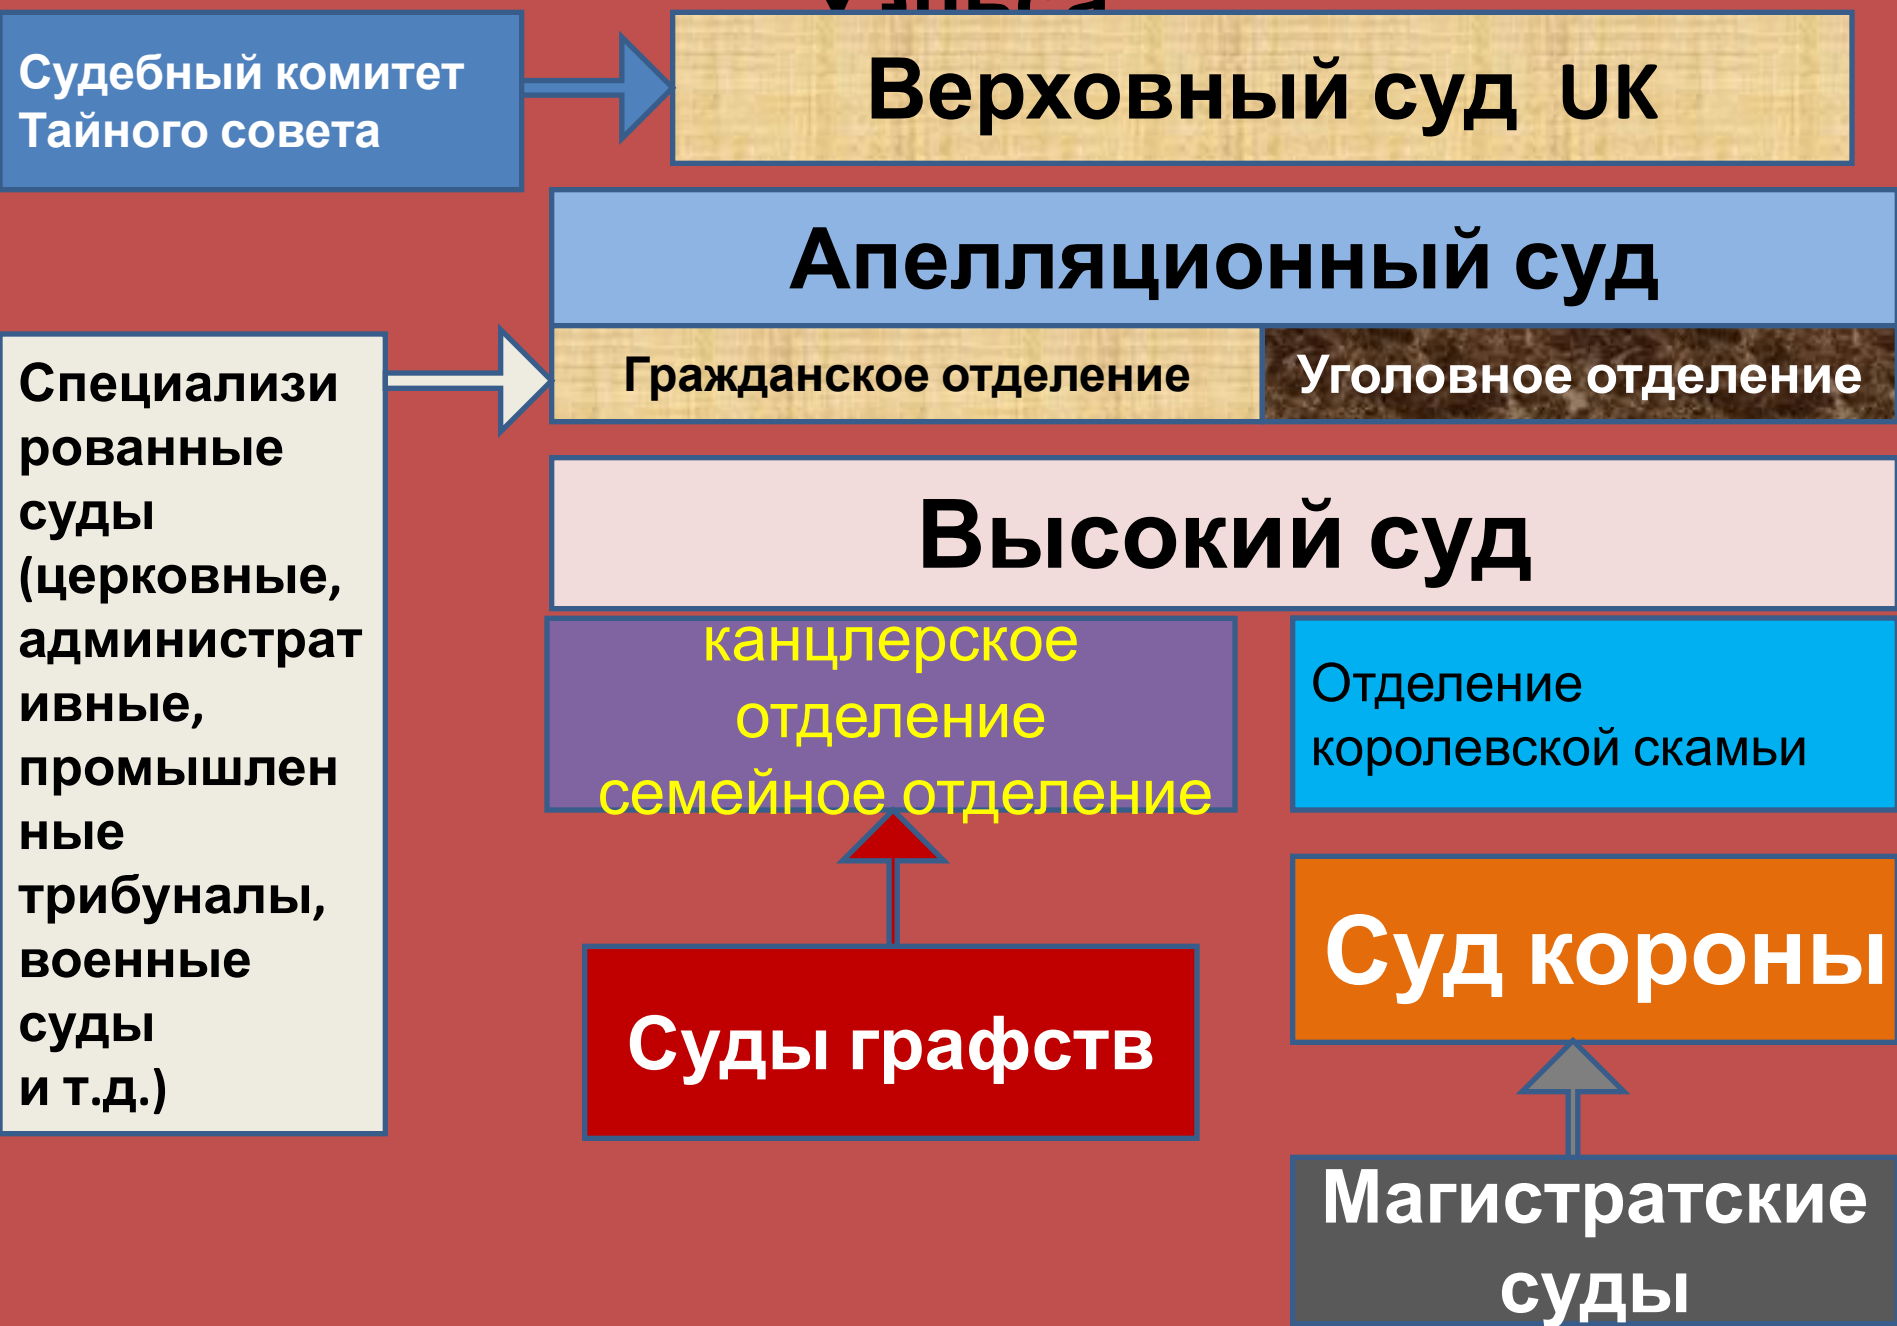 Судебный комитет
Тайного совета
Верховный суд UK
Апелляционный суд
Гражданское отделение
Уголовное отделение
Специализи
рованные
суды
(церковные,
административ
ивные,
промышлен
ные
трибуналы,
военные
суды
и т.д.)
Высокий суд
канцлерское
отделение
семейное отделение
Отделение
королевской скамьи
Суд короны
Суды графств
Магистратские
суды